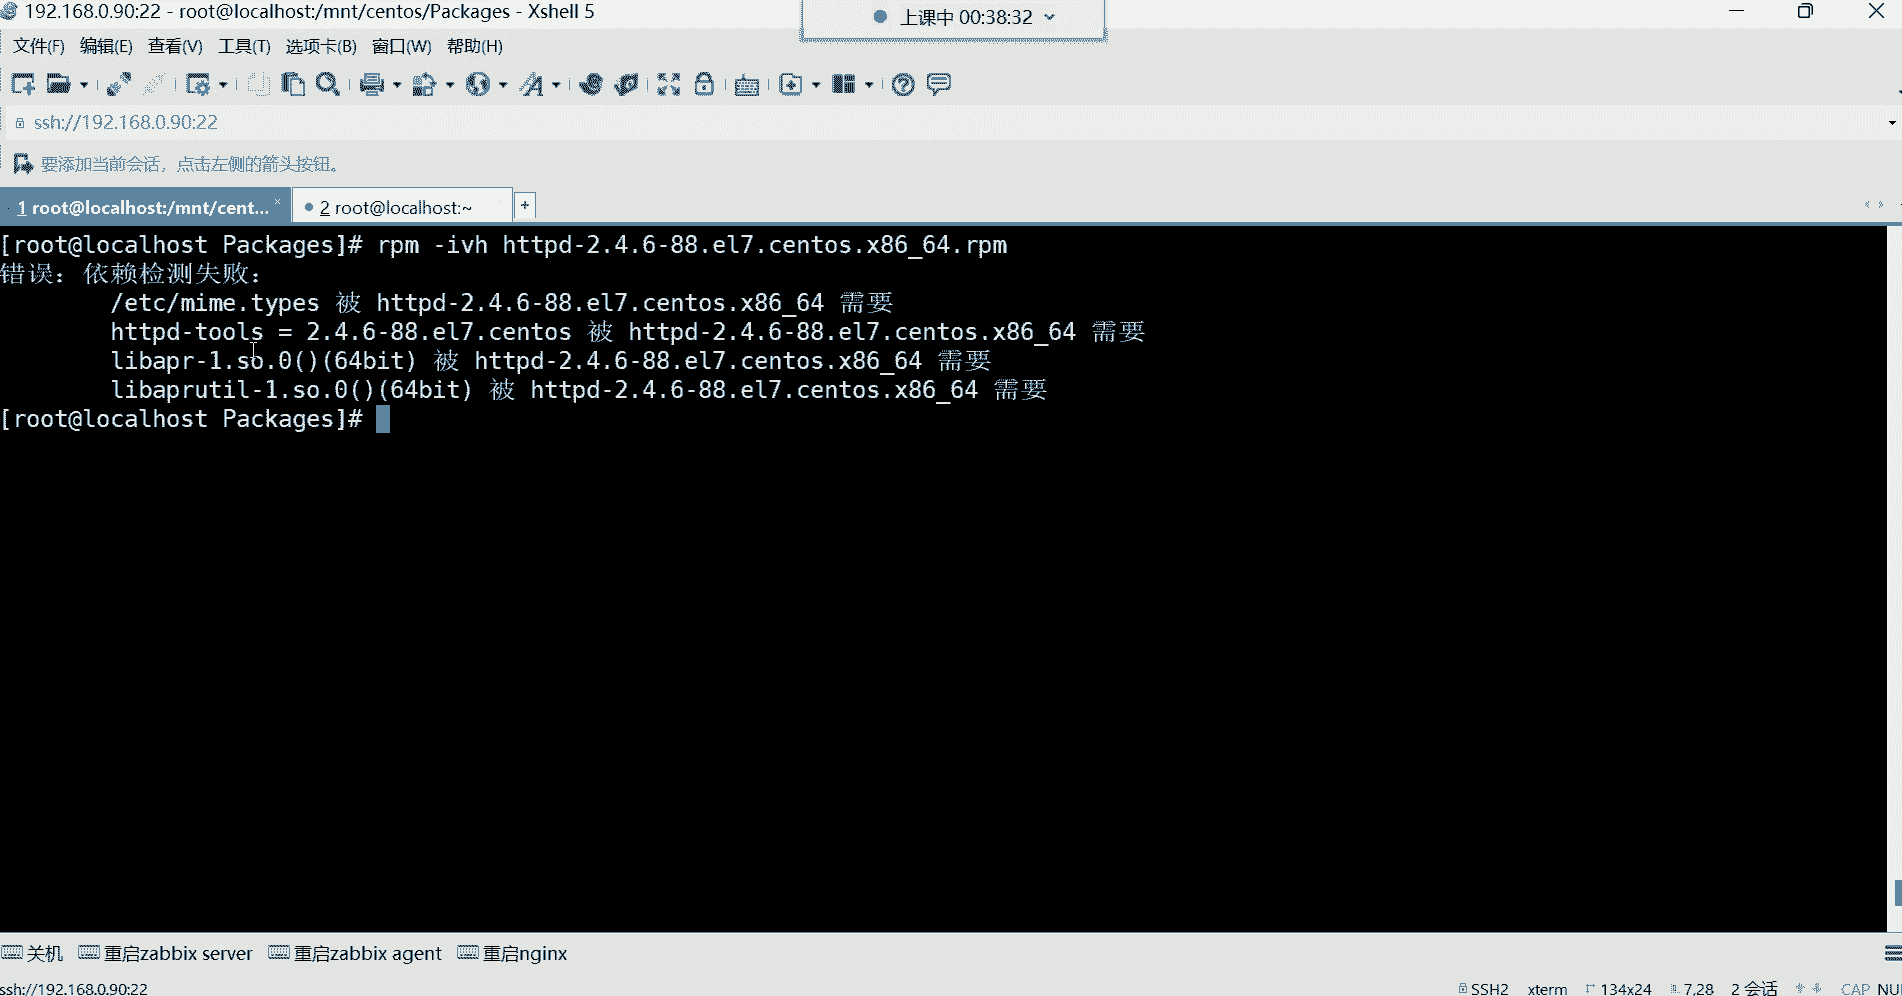 192.168.0.90:22 - root@localhost:/mnt/centos/Packages - Xshell 5
上课中 00:38:32
文件(F) 编辑(E) 查看(V) 工具(T) 选项卡(B) 窗口(W) 帮助(H)
ssh://192.168.0.90:22
要添加当前会话，点击左侧的箭头按钮。
1 root@localhost:/mnt/cent... 2 root@localhost:~
[root@localhost Packages]# rpm -ivh httpd-2.4.6-88.el7.centos.x86_64.rpm
错误：依赖检测失败：
/etc/mime.types 被 httpd-2.4.6-88.el7.centos.x86_64 需要
httpd-tools = 2.4.6-88.el7.centos 被 httpd-2.4.6-88.el7.centos.x86_64 需要
libapr-1.so.0()(64bit) 被 httpd-2.4.6-88.el7.centos.x86_64 需要
libaprutil-1.so.0()(64bit) 被 httpd-2.4.6-88.el7.centos.x86_64 需要
[root@localhost Packages]#
关机 重启zabbix server 重启zabbix agent 重启nginx
ssh://192.168.0.90:22 SSH2 xterm 134x24 7,28 2 会话 CAP NU